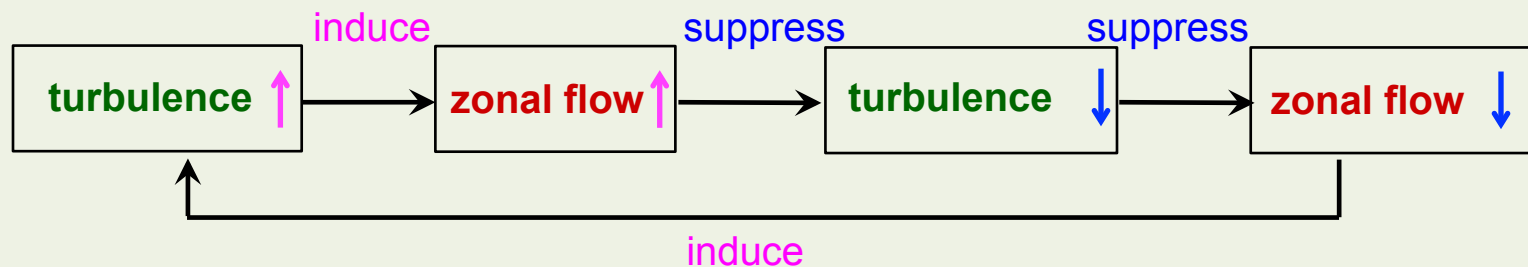 induce suppress suppress
turbulence zonal flow turbulence zonal flow
induce